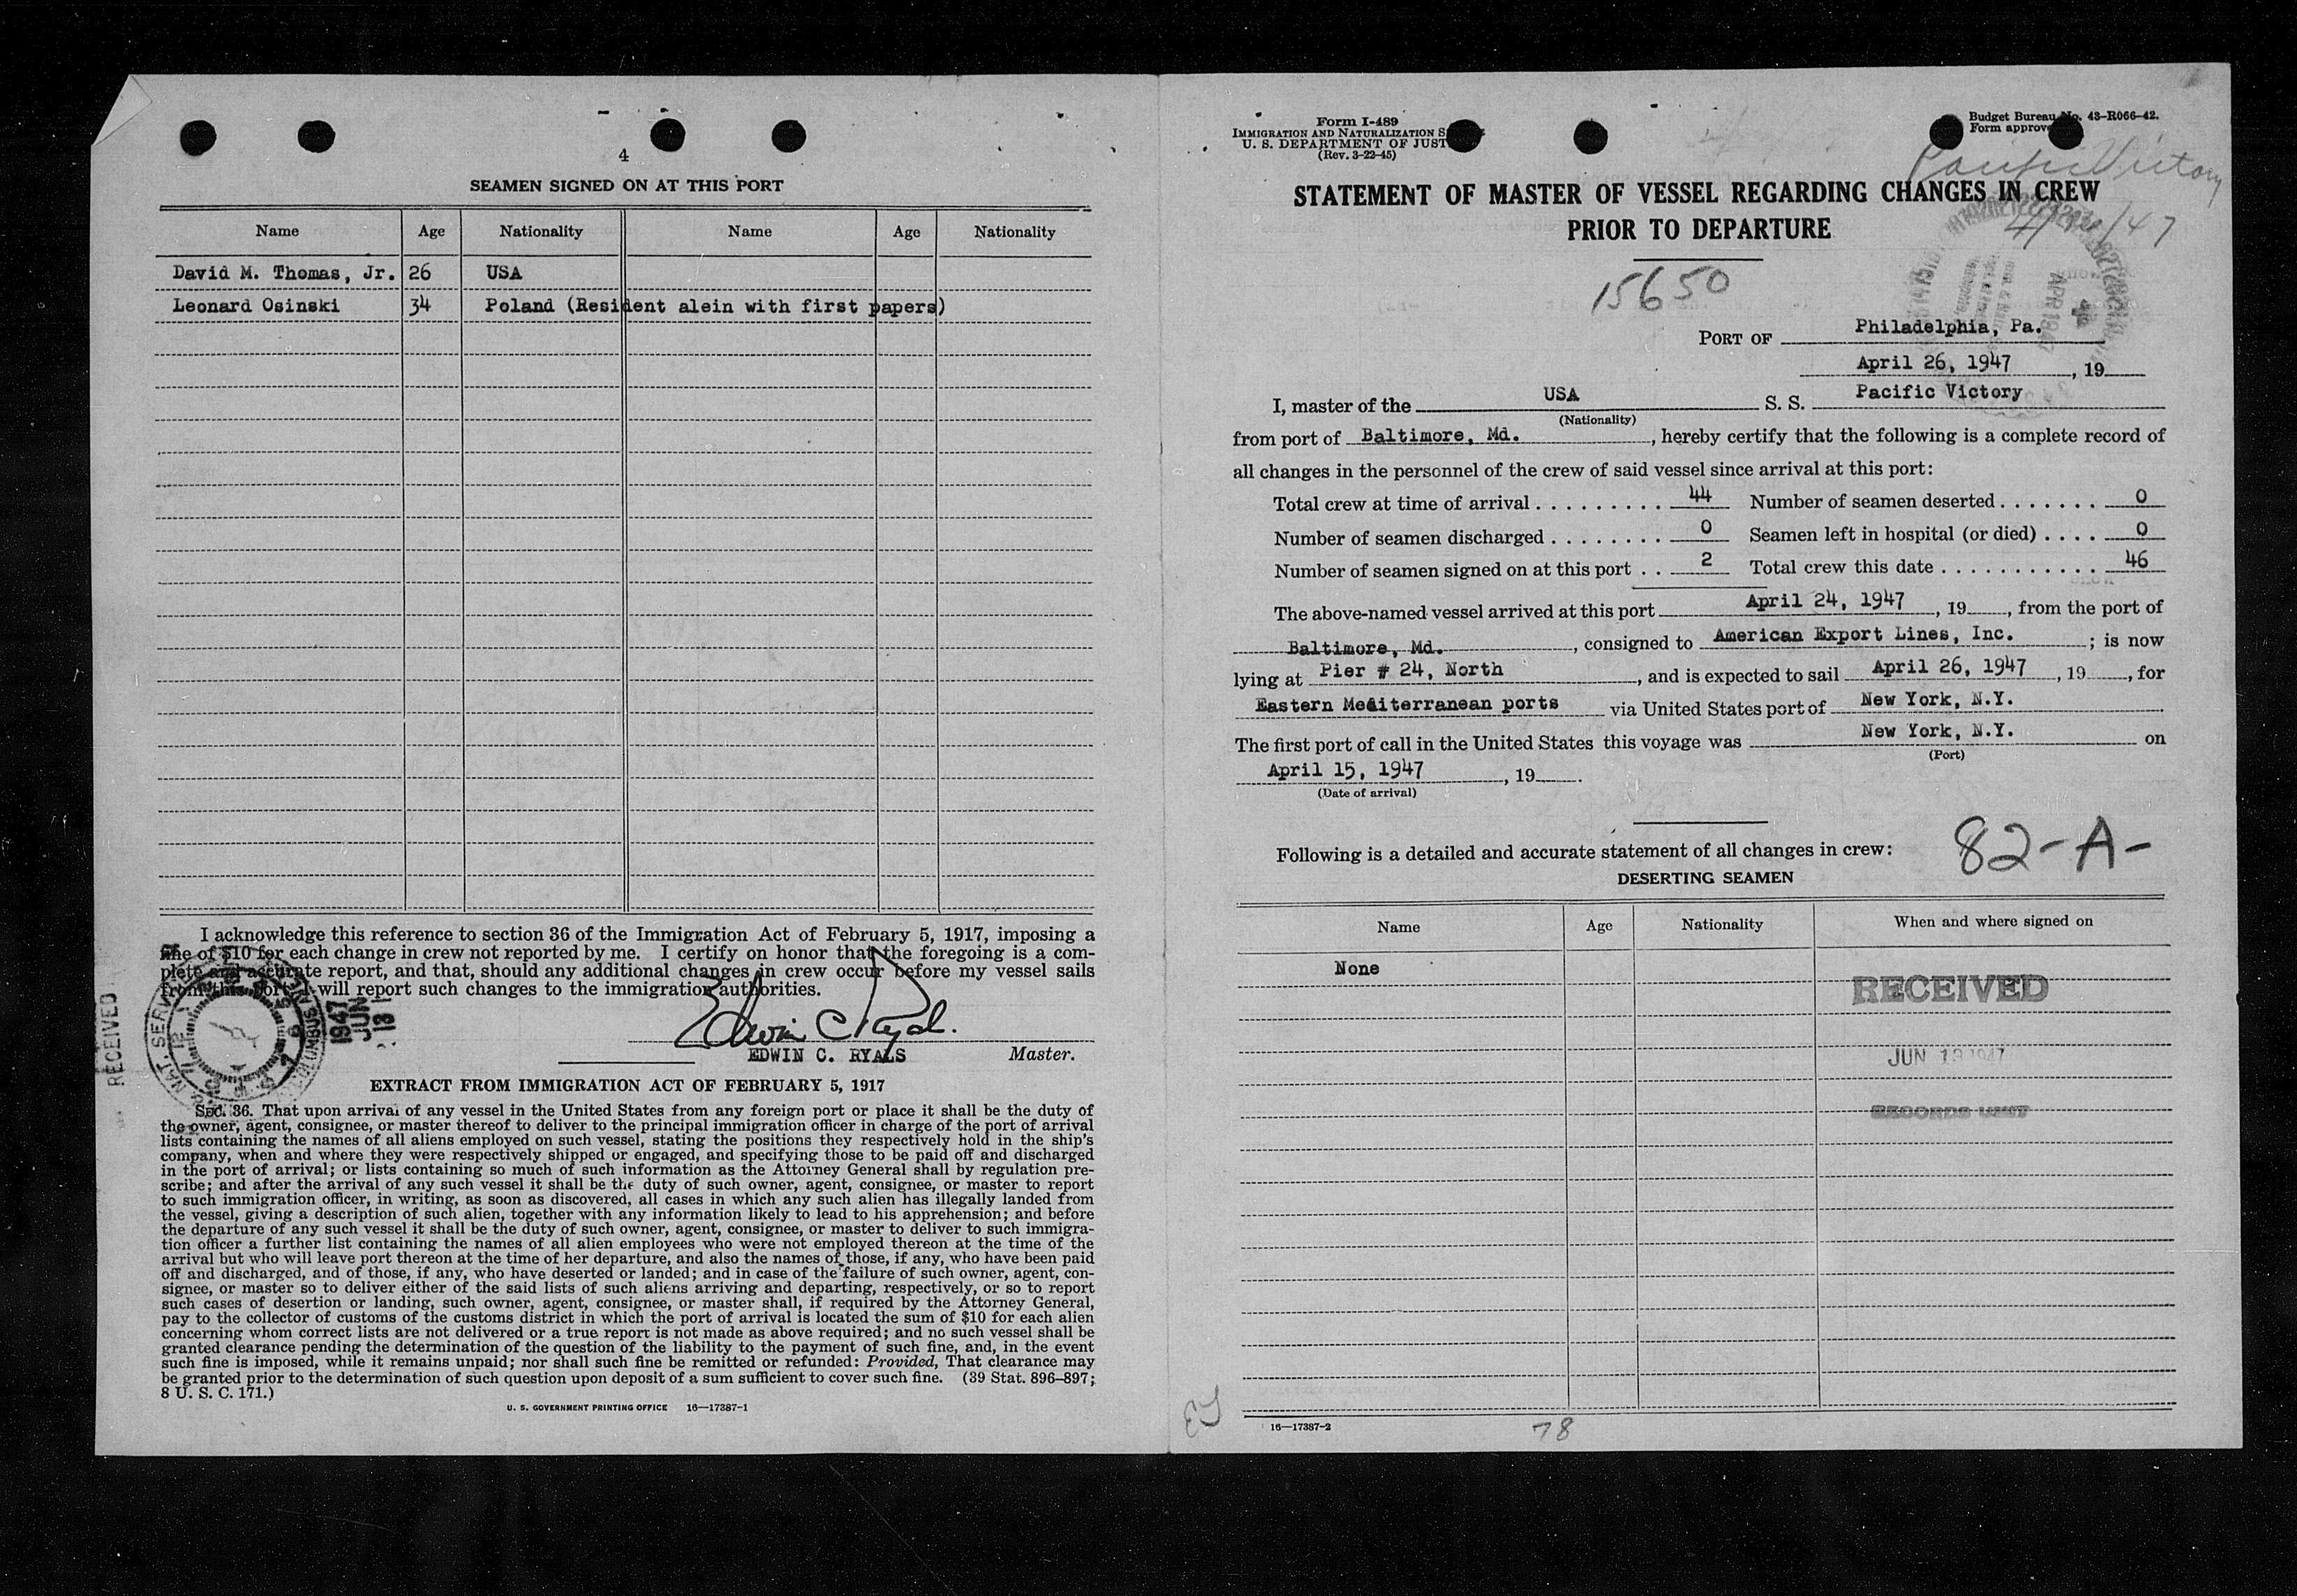 4
SEAMEN SIGNED ON AT THIS PORT
Name Age Nationality Name Age Nationality
David M. Thomas, Jr. 26 USA
Leonard Osinski 34 Poland (Resident alein with first papers)
I acknowledge this reference to section 36 of the Immigration Act of February 5, 1917, imposing a
fine of $10 for each change in crew not reported by me. I certify on honor that the foregoing is a com-
plete and accurate report, and that, should any additional changes in crew occur before my vessel sails
from this port, I will report such changes to the immigration authorities.
RECEIVED
NAT. SERV
1947
JUN
13
Edwin C Ryals.
EDWIN C. RYALS Master.
EXTRACT FROM IMMIGRATION ACT OF FEBRUARY 5, 1917
Sec. 36. That upon arrival of any vessel in the United States from any foreign port or place it shall be the duty of
the owner, agent, consignee, or master thereof to deliver to the principal immigration officer in charge of the port of arrival
lists containing the names of all aliens employed on such vessel, stating the positions they respectively hold in the ship's
company, when and where they were respectively shipped or engaged, and specifying those to be paid off and discharged
in the port of arrival; or lists containing so much of such information as the Attorney General shall by regulation pre-
scribe; and after the arrival of any such vessel it shall be the duty of such owner, agent, consignee, or master to report
to such immigration officer, in writing, as soon as discovered, all cases in which any such alien has illegally landed from
the vessel, giving a description of such alien, together with any information likely to lead to his apprehension; and before
the departure of any such vessel it shall be the duty of such owner, agent, consignee, or master to deliver to such immigra-
tion officer a further list containing the names of all alien employees who were not employed thereon at the time of the
arrival but who will leave port thereon at the time of her departure, and also the names of those, if any, who have been paid
off and discharged, and of those, if any, who have deserted or landed; and in case of the failure of such owner, agent, con-
signee, or master so to deliver either of the said lists of such aliens arriving and departing, respectively, or so to report
such cases of desertion or landing, such owner, agent, consignee, or master shall, if required by the Attorney General,
pay to the collector of customs of the customs district in which the port of arrival is located the sum of $10 for each alien
concerning whom correct lists are not delivered or a true report is not made as above required; and no such vessel shall be
granted clearance pending the determination of the question of the liability to the payment of such fine, and, in the event
such fine is imposed, while it remains unpaid; nor shall such fine be remitted or refunded: Provided, That clearance may
be granted prior to the determination of such question upon deposit of a sum sufficient to cover such fine. (39 Stat. 896–897;
8 U. S. C. 171.)
U. S. GOVERNMENT PRINTING OFFICE 16—17387-1
Form I-489
IMMIGRATION AND NATURALIZATION S
U. S. DEPARTMENT OF JUST
(Rev. 3-22-45)
Budget Bureau No. 43-R066-42.
Form approve
Pacific Victory
STATEMENT OF MASTER OF VESSEL REGARDING CHANGES IN CREW
PRIOR TO DEPARTURE
4/26/47
15650
APR 1947
PORT OF Philadelphia, Pa.
April 26, 1947, 19
I, master of the USA S. S. Pacific Victory
(Nationality)
from port of Baltimore, Md., hereby certify that the following is a complete record of
all changes in the personnel of the crew of said vessel since arrival at this port:
Total crew at time of arrival . . . . . . . . . 44 Number of seamen deserted . . . . . . . 0
Number of seamen discharged . . . . . . . . 0 Seamen left in hospital (or died) . . . . 0
Number of seamen signed on at this port . . 2 Total crew this date . . . . . . . . . . . . 46
The above-named vessel arrived at this port April 24, 1947, 19, from the port of
Baltimore, Md., consigned to American Export Lines, Inc.; is now
lying at Pier # 24, North, and is expected to sail April 26, 1947, 19, for
Eastern Mediterranean ports via United States port of New York, N.Y.
The first port of call in the United States this voyage was New York, N.Y. on
(Port)
April 15, 1947, 19.
(Date of arrival)
Following is a detailed and accurate statement of all changes in crew:
82-A-
DESERTING SEAMEN
Name Age Nationality When and where signed on
None
RECEIVED
JUN 19 1947
RECORDS UNIT
16—17387-2
78